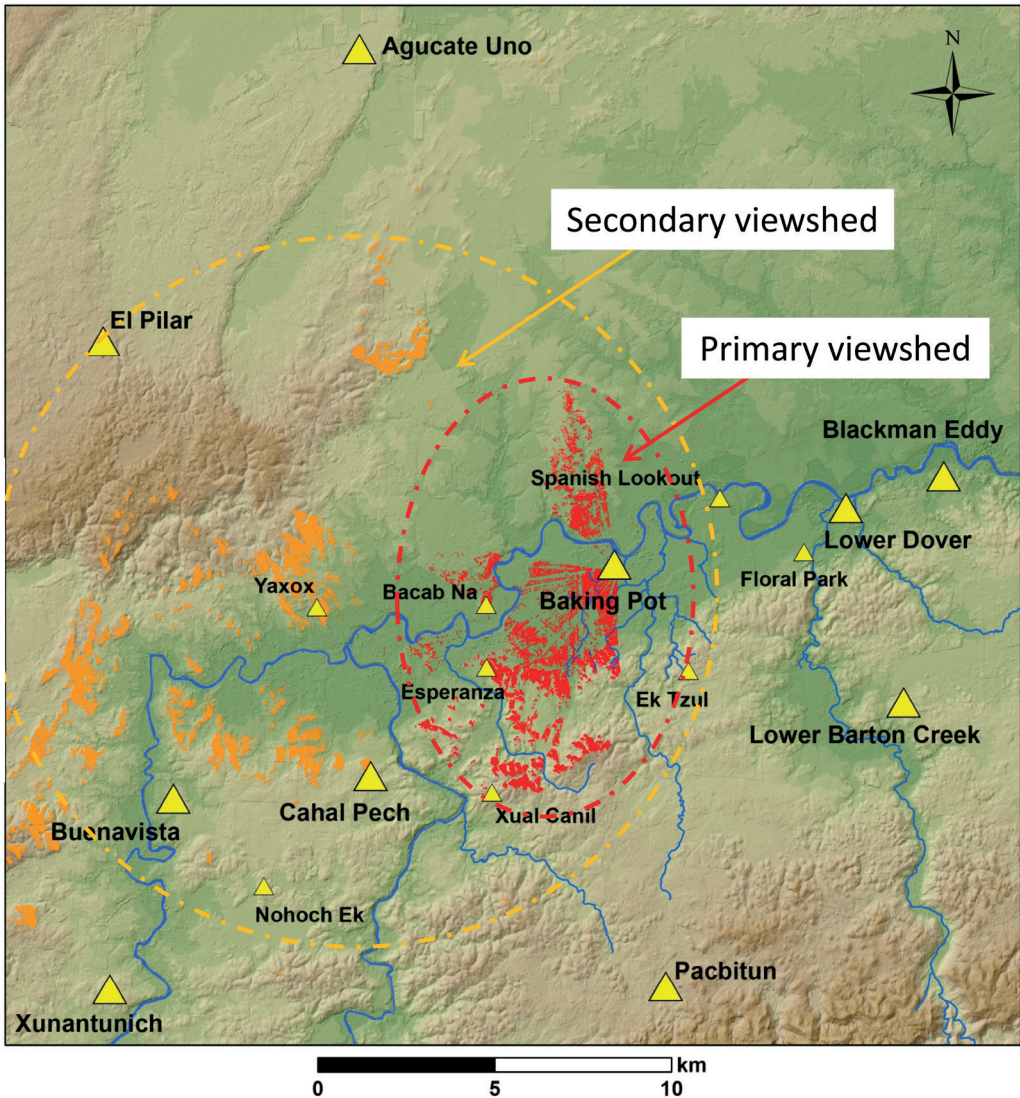 Agucate Uno
N
Secondary viewshed
El Pilar
Primary viewshed
Blackman Eddy
Spanish Lookout
Lower Dover
Yaxox
Bacab Na
Baking Pot
Floral Park
Esperanza
Ek Tzul
Lower Barton Creek
Buenavista
Cahal Pech
Xual Canil
Nohoch Ek
Pacbitun
Xunantunich
km
0
5
10